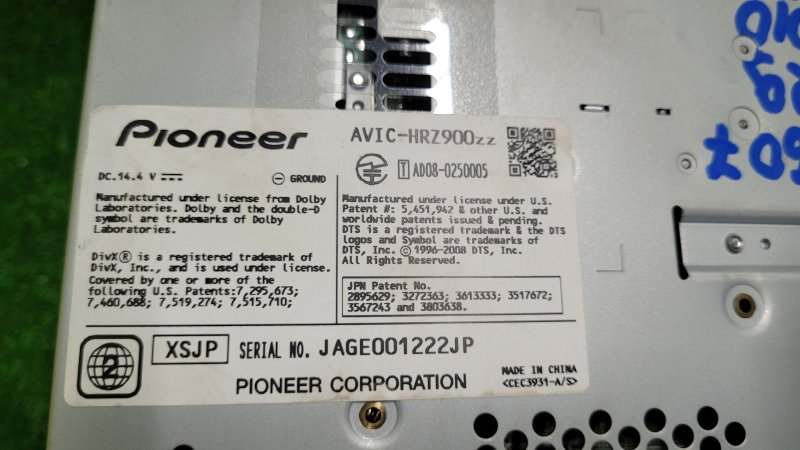 Pioneer
AVIC-HRZ900zz
DC.14.4 V
GROUND
T AD08-0250005
Manufactured under license from Dolby
Laboratories. Dolby and the double-D
symbol are trademarks of Dolby
Laboratories.
DivX® is a registered trademark of
DivX, Inc., and is used under license.
Covered by one or more of the
following U.S. Patents:7,295,673;
7,460,688; 7,519,274; 7,515,710;
Manufactured under license under U.S.
Patent #: 5,451,942 & other U.S. and
worldwide patents issued & pending.
DTS is a registered trademark & the DTS
logos and Symbol are trademarks of
DTS, Inc. © 1996-2008 DTS, Inc.
All Rights Reserved.
JPN Patent No.
2895629; 3272363; 3613333; 3517672;
3567243 and 3803638.
2
XSJP
SERIAL NO. JAGE001222JP
PIONEER CORPORATION
MADE IN CHINA
<CEC3931-A/S>